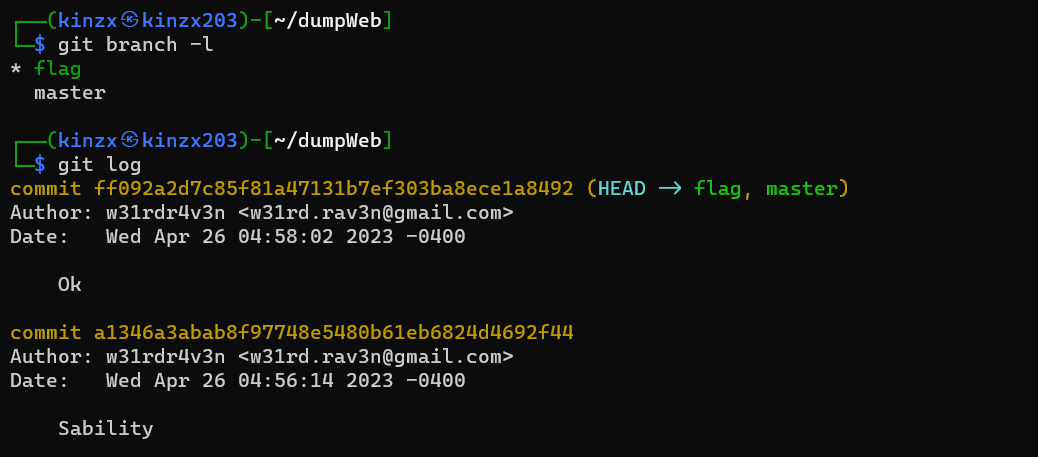 ┌──(kinzx㉿kinzx203)-[~/dumpWeb]
└─$ git branch -l
* flag
  master
┌──(kinzx㉿kinzx203)-[~/dumpWeb]
└─$ git log
commit ff092a2d7c85f81a47131b7ef303ba8ece1a8492 (HEAD -> flag, master)
Author: w31rdr4v3n <w31rd.rav3n@gmail.com>
Date:   Wed Apr 26 04:58:02 2023 -0400
    Ok
commit a1346a3abab8f97748e5480b61eb6824d4692f44
Author: w31rdr4v3n <w31rd.rav3n@gmail.com>
Date:   Wed Apr 26 04:56:14 2023 -0400
    Sability